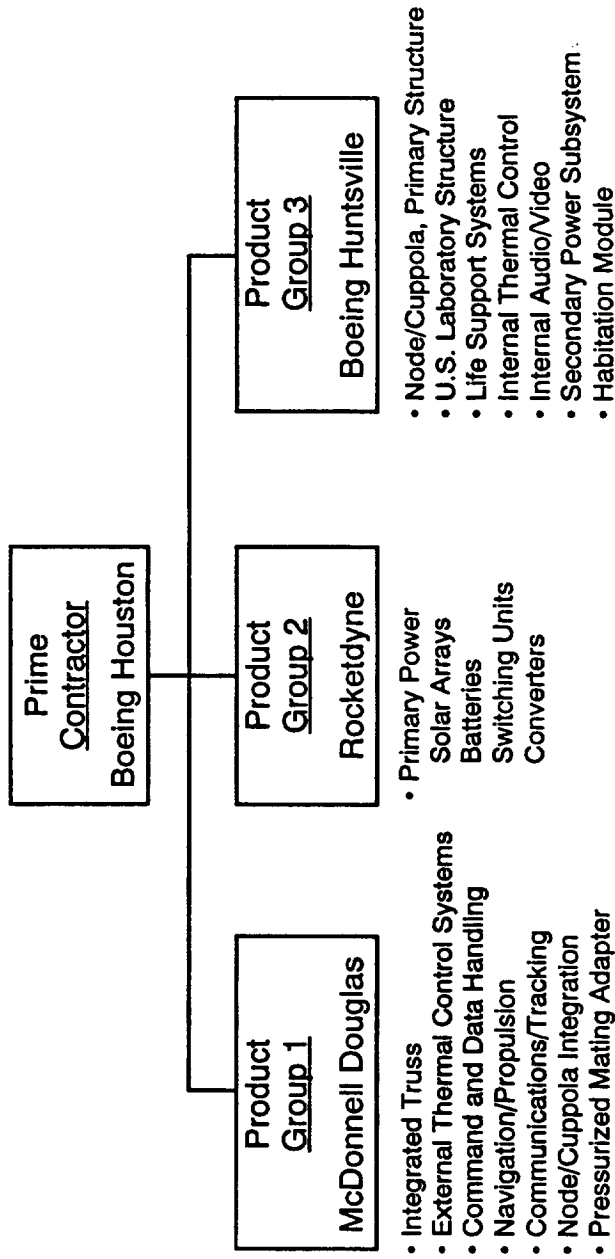 Prime
Contractor
Boeing Houston
Product
Group 1
McDonnell Douglas
• Integrated Truss
• External Thermal Control Systems
• Command and Data Handling
• Navigation/Propulsion
Communications/Tracking
• Node/Cuppola Integration
• Pressurized Mating Adapter
Product
Group 2
Rocketdyne
• Primary Power
Solar Arrays
Batteries
Switching Units
Converters
Product
Group 3
Boeing Huntsville
• Node/Cuppola, Primary Structure
• U.S. Laboratory Structure
• Life Support Systems
• Internal Thermal Control
• Internal Audio/Video
• Secondary Power Subsystem
• Habitation Module